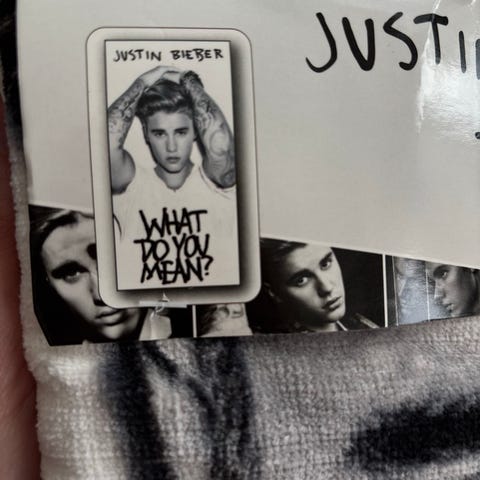 JUSTIN BIEBER
WHAT
DO YOU
MEAN?